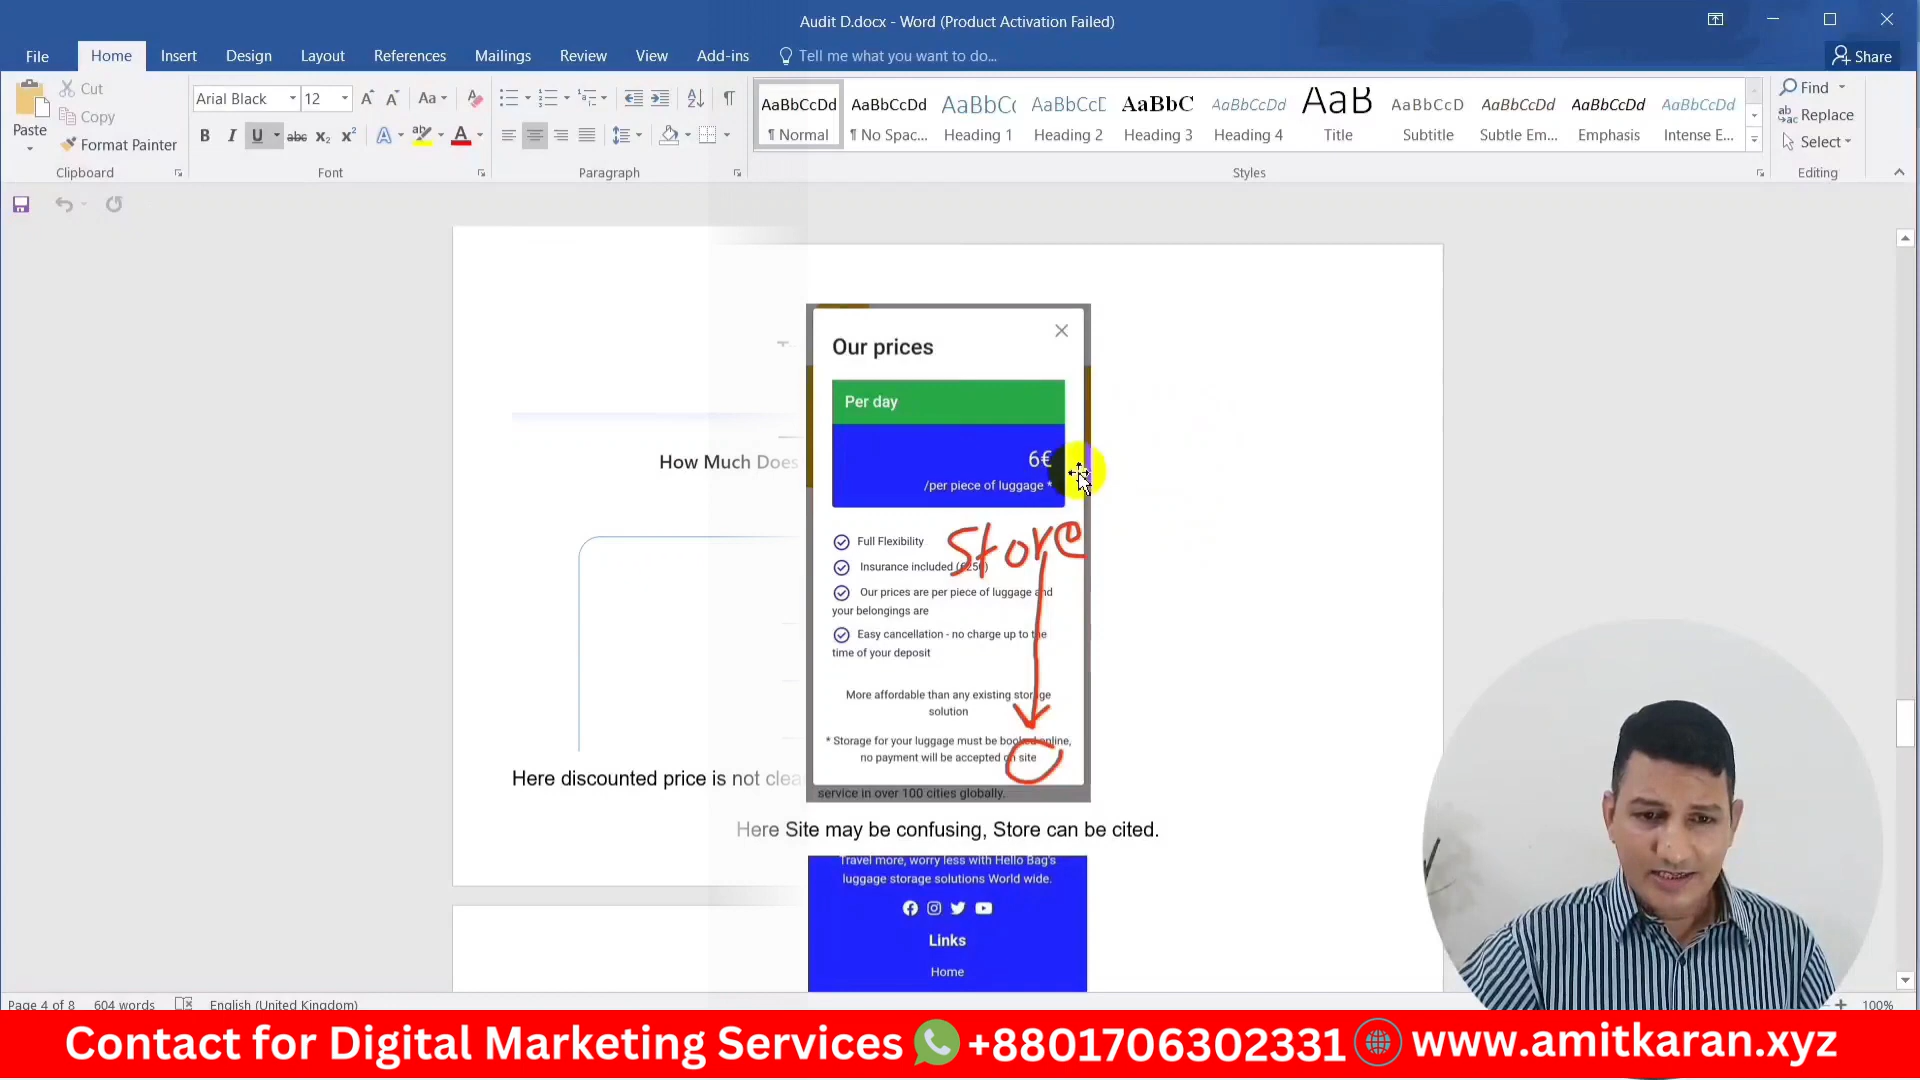 Audit D.docx - Word (Product Activation Failed)
File Home Insert Design Layout References Mailings Review View Add-ins Tell me what you want to do... Share
Paste
Cut
Copy
Format Painter
Clipboard
Arial Black 12
Font
Paragraph
AaBbCcDd AaBbCcDd AaBbC AaBbCcD AaBbC AaBbCcDd AaB AaBbCcD AaBbCcDd AaBbCcDd AaBbCcDd
¶ Normal ¶ No Spac... Heading 1 Heading 2 Heading 3 Heading 4 Title Subtitle Subtle Em... Emphasis Intense E...
Styles
Find
Replace
Select
Editing
Our prices
Per day
6€
/per piece of luggage *
How Much Does
Store
Full Flexibility
Insurance included (€250)
Our prices are per piece of luggage and
your belongings are
Easy cancellation - no charge up to the
time of your deposit
More affordable than any existing storage
solution
* Storage for your luggage must be booked online,
no payment will be accepted on site
service in over 100 cities globally.
Here discounted price is not clea
Here Site may be confusing, Store can be cited.
Travel more, worry less with Hello Bag's
luggage storage solutions World wide.
Links
Home
Page 4 of 8 604 words English (United Kingdom) 100%
Contact for Digital Marketing Services +8801706302331 www.amitkaran.xyz